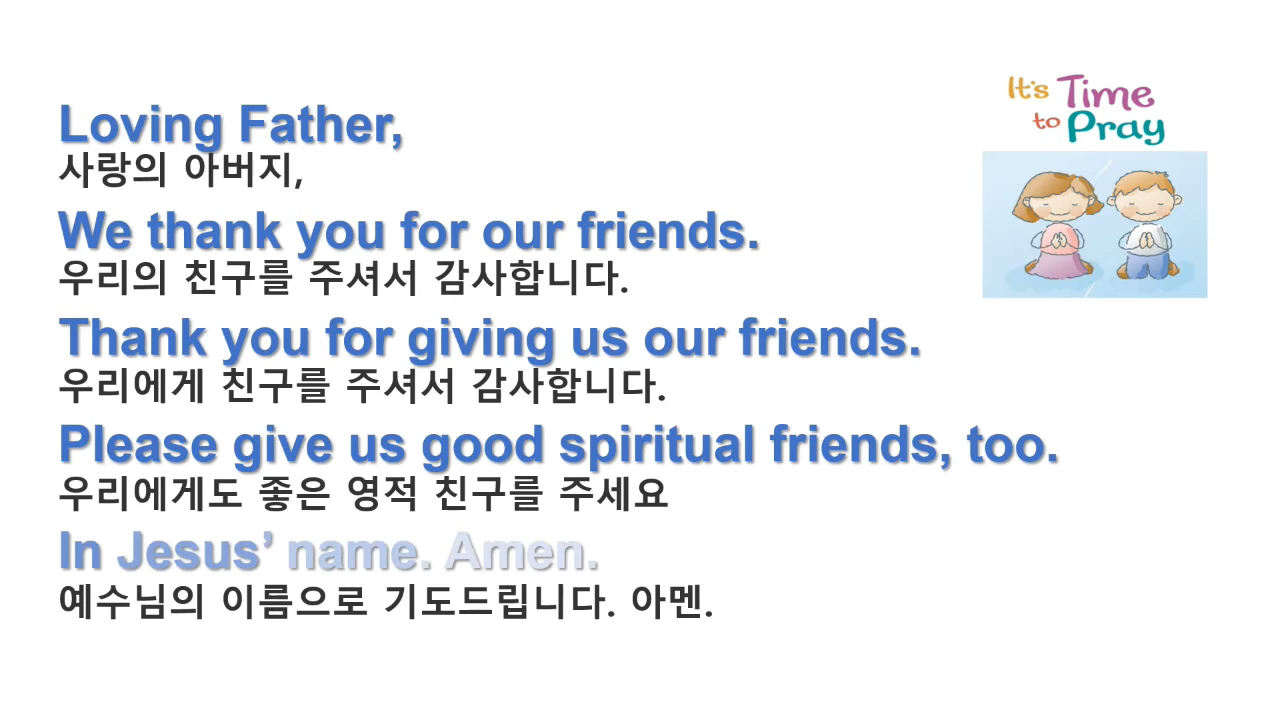 Loving Father,
사랑의 아버지,
We thank you for our friends.
우리의 친구를 주셔서 감사합니다.
Thank you for giving us our friends.
우리에게 친구를 주셔서 감사합니다.
Please give us good spiritual friends, too.
우리에게도 좋은 영적 친구를 주세요
In Jesus’ name. Amen.
예수님의 이름으로 기도드립니다. 아멘.
It's Time
to Pray